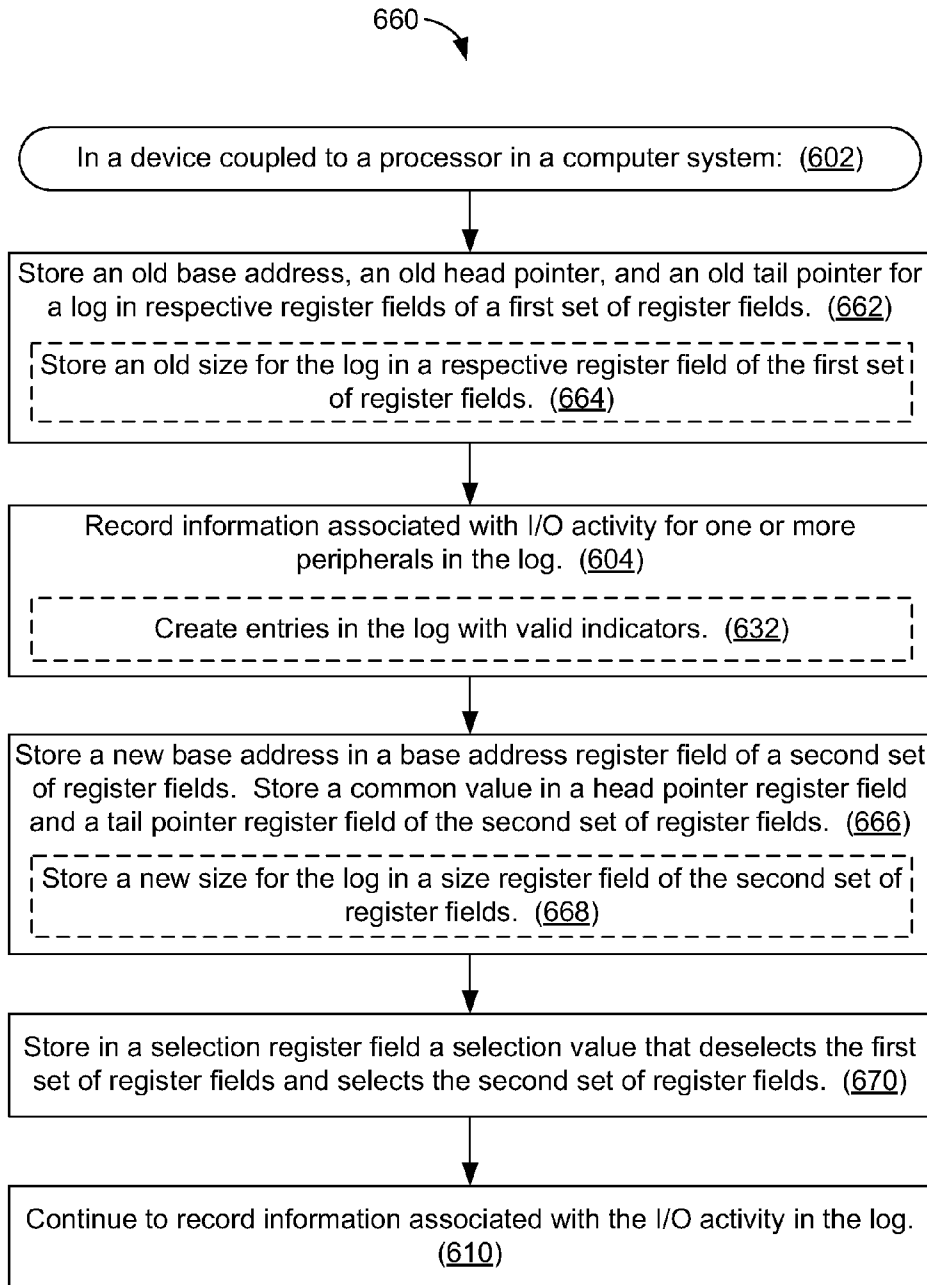 660
In a device coupled to a processor in a computer system: (602)
Store an old base address, an old head pointer, and an old tail pointer for
a log in respective register fields of a first set of register fields. (662)
Store an old size for the log in a respective register field of the first set
of register fields. (664)
Record information associated with I/O activity for one or more
peripherals in the log. (604)
Create entries in the log with valid indicators. (632)
Store a new base address in a base address register field of a second set
of register fields. Store a common value in a head pointer register field
and a tail pointer register field of the second set of register fields. (666)
Store a new size for the log in a size register field of the second set of
register fields. (668)
Store in a selection register field a selection value that deselects the first
set of register fields and selects the second set of register fields. (670)
Continue to record information associated with the I/O activity in the log.
(610)